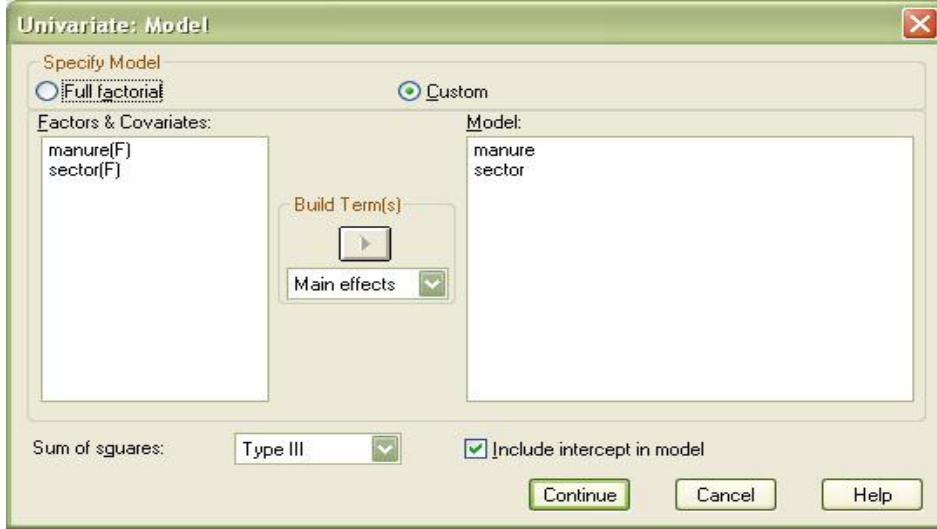 Univariate: Model
Specify Model
Full factorial
Custom
Factors & Covariates:
Model:
manure(F)
sector(F)
manure
sector
Build Term(s)
Main effects
Sum of squares:
Type III
Include intercept in model
Continue
Cancel
Help